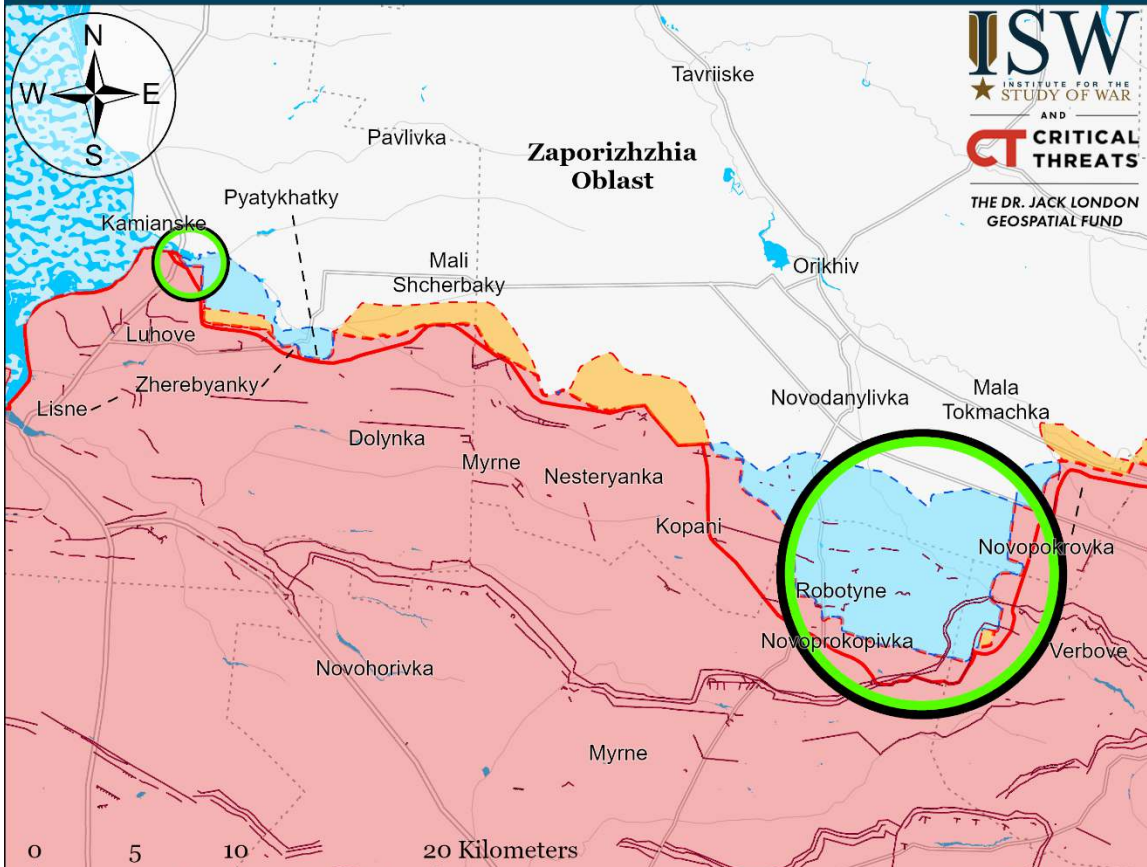 N
W E
S
ISW
INSTITUTE FOR THE
STUDY OF WAR
AND
CT CRITICAL
THREATS
THE DR. JACK LONDON
GEOSPATIAL FUND
Tavriiske
Pavlivka
Zaporizhzhia
Oblast
Pyatykhatky
Kamianske
Mali
Shcherbaky
Orikhiv
Luhove
Zherebyanky
Lisne
Novodanylivka
Mala
Tokmachka
Dolynka
Myrne
Nesteryanka
Kopani
Novopokrovka
Robotyne
Novoprokopivka
Verbove
Novohorivka
Myrne
0 5 10 20 Kilometers